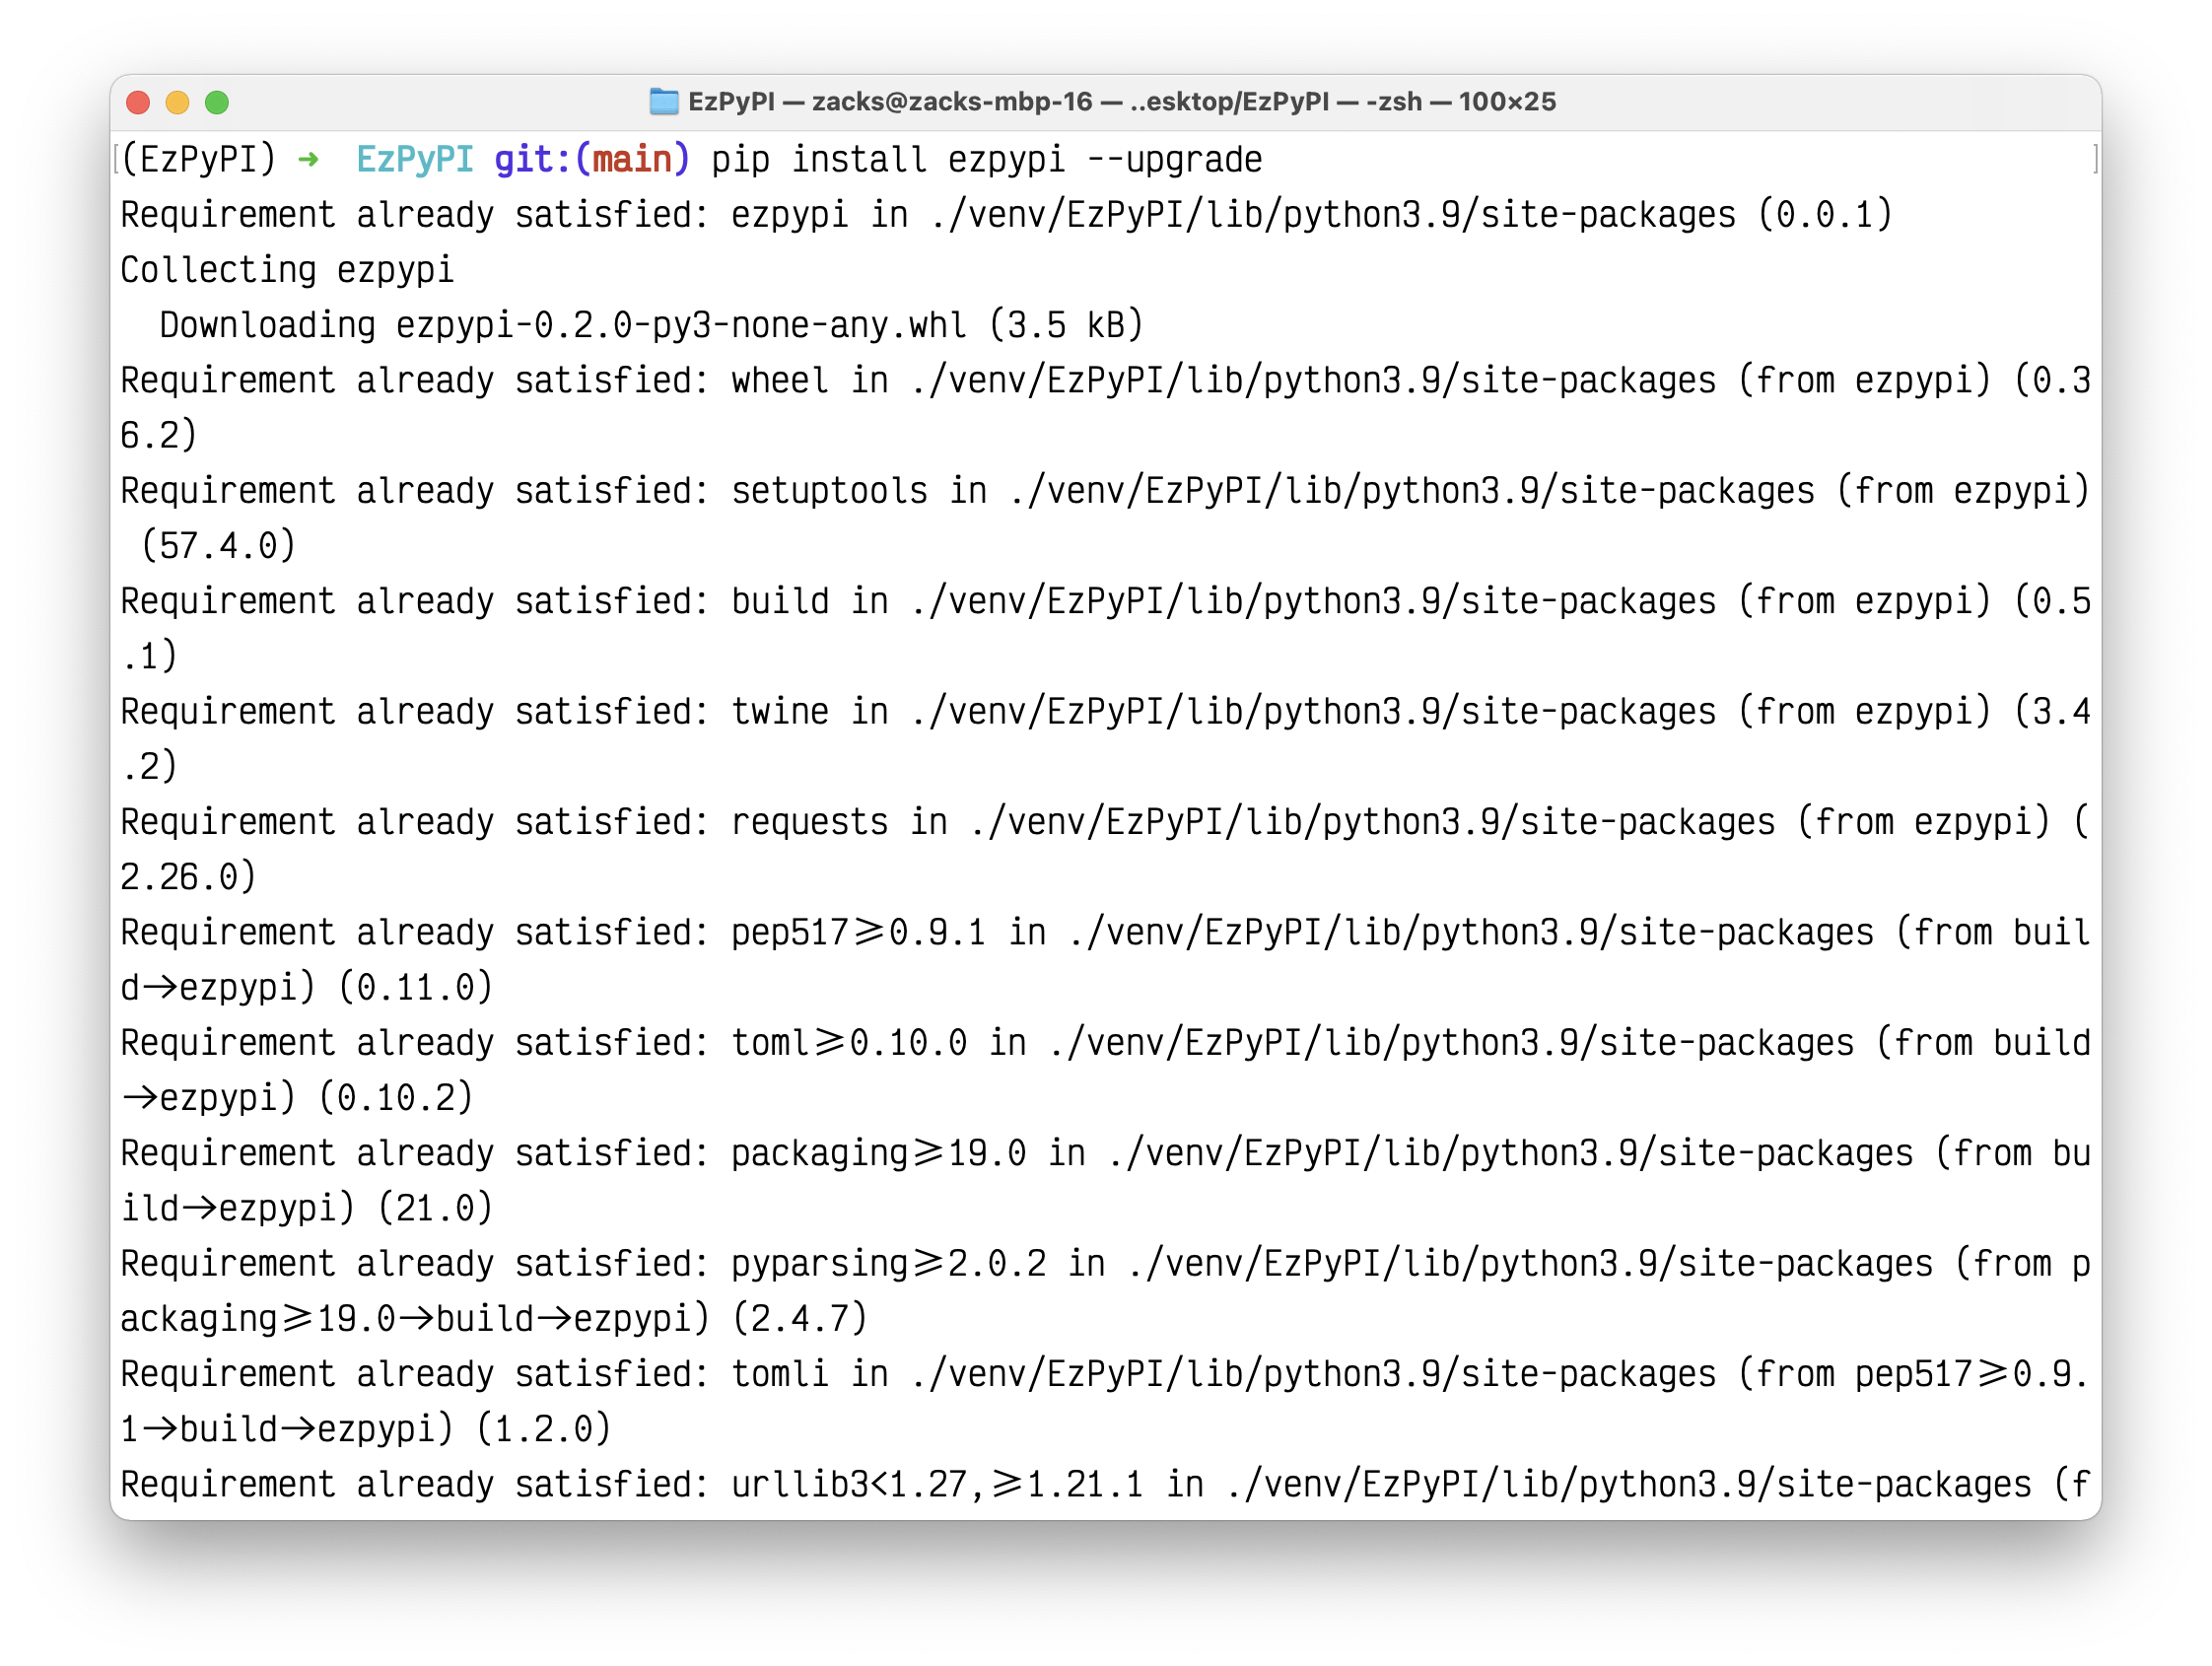 EzPyPI — zacks@zacks-mbp-16 — ..esktop/EzPyPI — -zsh — 100×25
[(EzPyPI) ➜  EzPyPI git:(main) pip install ezpypi --upgrade ]
Requirement already satisfied: ezpypi in ./venv/EzPyPI/lib/python3.9/site-packages (0.0.1)
Collecting ezpypi
  Downloading ezpypi-0.2.0-py3-none-any.whl (3.5 kB)
Requirement already satisfied: wheel in ./venv/EzPyPI/lib/python3.9/site-packages (from ezpypi) (0.3
6.2)
Requirement already satisfied: setuptools in ./venv/EzPyPI/lib/python3.9/site-packages (from ezpypi)
 (57.4.0)
Requirement already satisfied: build in ./venv/EzPyPI/lib/python3.9/site-packages (from ezpypi) (0.5
.1)
Requirement already satisfied: twine in ./venv/EzPyPI/lib/python3.9/site-packages (from ezpypi) (3.4
.2)
Requirement already satisfied: requests in ./venv/EzPyPI/lib/python3.9/site-packages (from ezpypi) (
2.26.0)
Requirement already satisfied: pep517>=0.9.1 in ./venv/EzPyPI/lib/python3.9/site-packages (from buil
d->ezpypi) (0.11.0)
Requirement already satisfied: toml>=0.10.0 in ./venv/EzPyPI/lib/python3.9/site-packages (from build
->ezpypi) (0.10.2)
Requirement already satisfied: packaging>=19.0 in ./venv/EzPyPI/lib/python3.9/site-packages (from bu
ild->ezpypi) (21.0)
Requirement already satisfied: pyparsing>=2.0.2 in ./venv/EzPyPI/lib/python3.9/site-packages (from p
ackaging>=19.0->build->ezpypi) (2.4.7)
Requirement already satisfied: tomli in ./venv/EzPyPI/lib/python3.9/site-packages (from pep517>=0.9.
1->build->ezpypi) (1.2.0)
Requirement already satisfied: urllib3<1.27,>=1.21.1 in ./venv/EzPyPI/lib/python3.9/site-packages (f